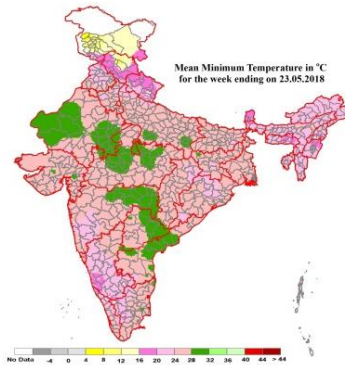 Mean Minimum Temperature in °C
for the week ending on 23.05.2018
No Data -4 0 4 8 12 16 20 24 28 32 36 40 44 > 44